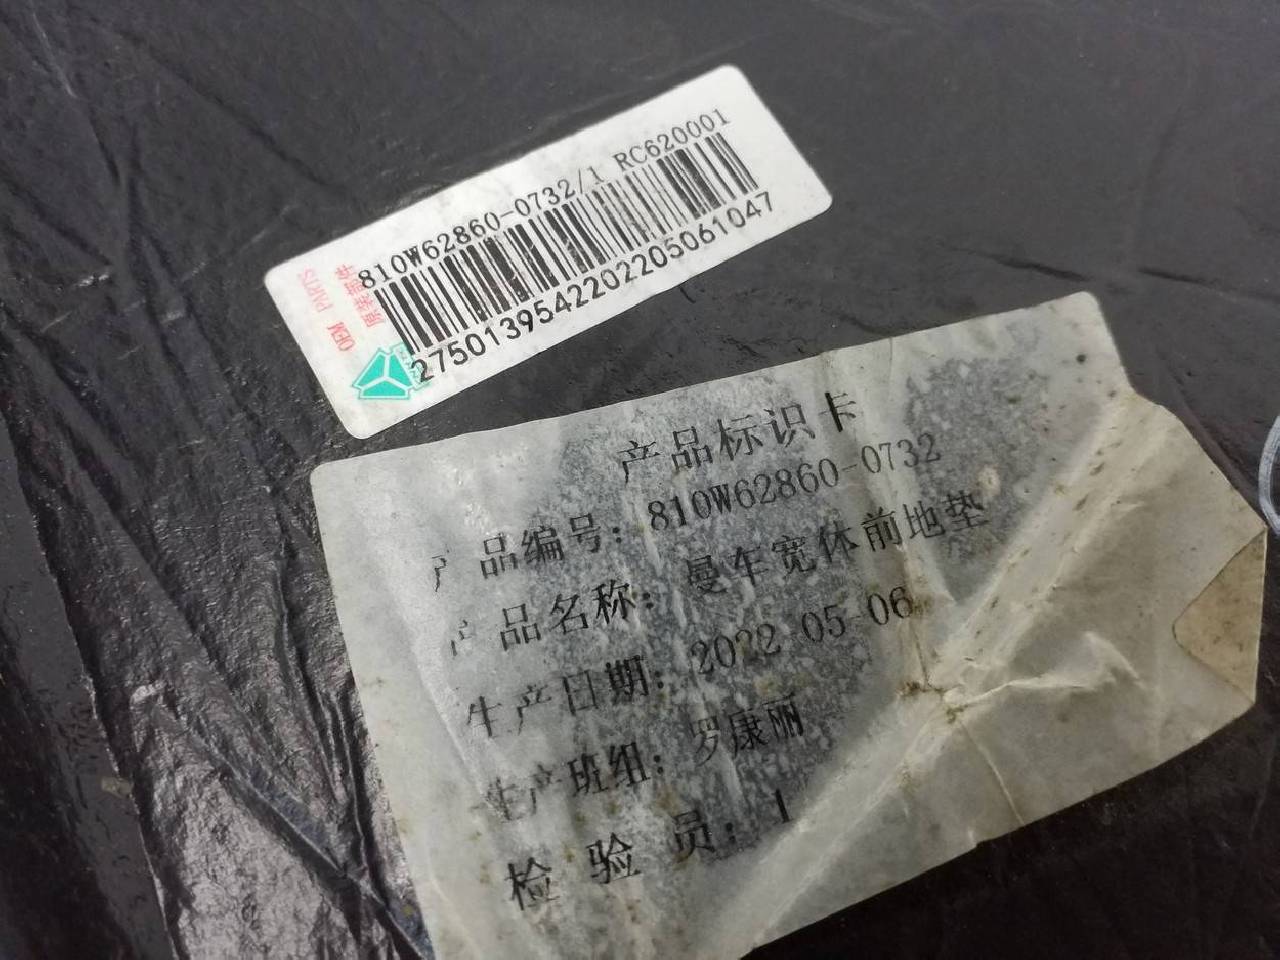 810W62860-0732/1 RC620001
275013954220220506​1047
OEM PARTS
原装配件
产品标识卡
产品编号：810W62860-0732
产品名称：曼车宽体前地垫
生产日期：2022-05-06
生产班组：罗康丽
检验员：1